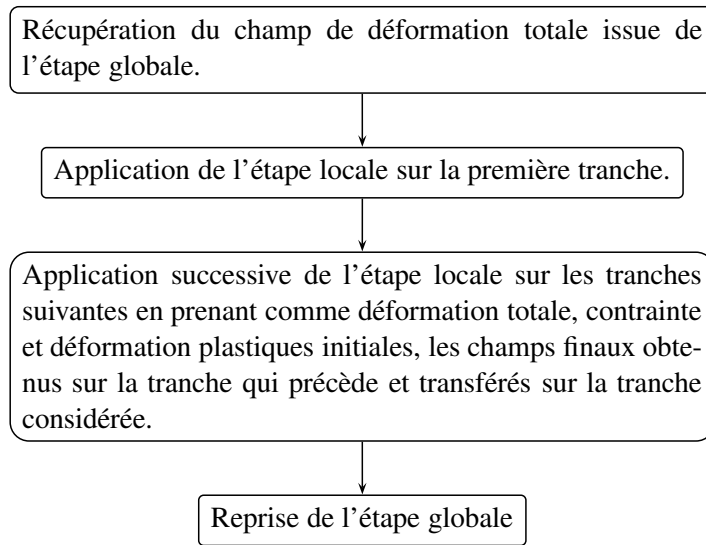 Récupération du champ de déformation totale issue de
l'étape globale.
Application de l'étape locale sur la première tranche.
Application successive de l'étape locale sur les tranches
suivantes en prenant comme déformation totale, contrainte
et déformation plastiques initiales, les champs finaux obte-
nus sur la tranche qui précède et transférés sur la tranche
considérée.
Reprise de l'étape globale